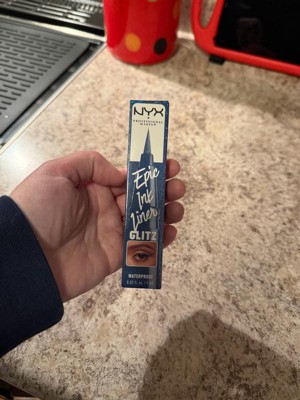 NYX
PROFESSIONAL
MAKEUP
Epic
Ink
Liner
GLITZ
WATERPROOF